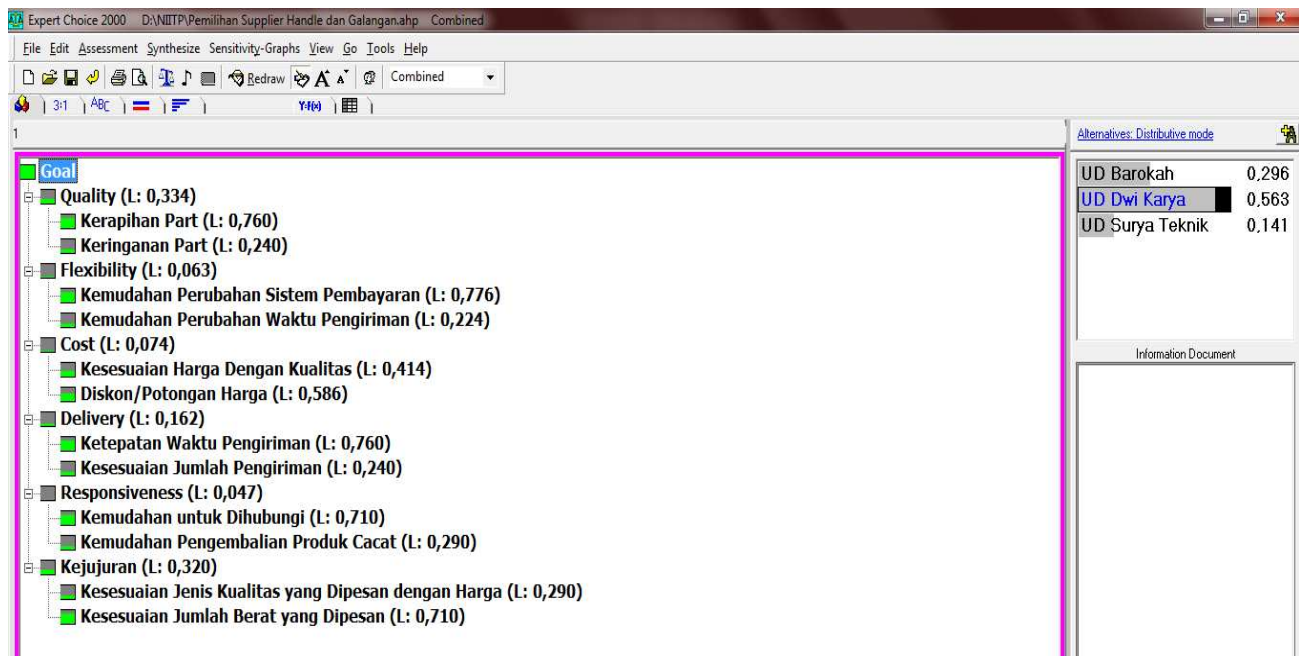 Expert Choice 2000 D:\NIITP\Pemilihan Supplier Handle dan Galangan.ahp Combined
File Edit Assessment Synthesize Sensitivity-Graphs View Go Tools Help
Redraw A A Combined
3:1 ABC Y:f(x)
1
Alternatives: Distributive mode
Goal
Quality (L: 0,334)
Kerapihan Part (L: 0,760)
Keringanan Part (L: 0,240)
Flexibility (L: 0,063)
Kemudahan Perubahan Sistem Pembayaran (L: 0,776)
Kemudahan Perubahan Waktu Pengiriman (L: 0,224)
Cost (L: 0,074)
Kesesuaian Harga Dengan Kualitas (L: 0,414)
Diskon/Potongan Harga (L: 0,586)
Delivery (L: 0,162)
Ketepatan Waktu Pengiriman (L: 0,760)
Kesesuaian Jumlah Pengiriman (L: 0,240)
Responsiveness (L: 0,047)
Kemudahan untuk Dihubungi (L: 0,710)
Kemudahan Pengembalian Produk Cacat (L: 0,290)
Kejujuran (L: 0,320)
Kesesuaian Jenis Kualitas yang Dipesan dengan Harga (L: 0,290)
Kesesuaian Jumlah Berat yang Dipesan (L: 0,710)
UD Barokah 0,296
UD Dwi Karya 0,563
UD Surya Teknik 0,141
Information Document